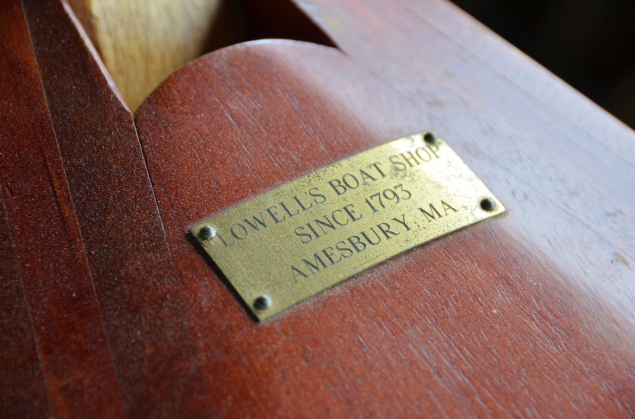 LOWELLS BOAT SHOP
SINCE 1793
AMESBURY, MA